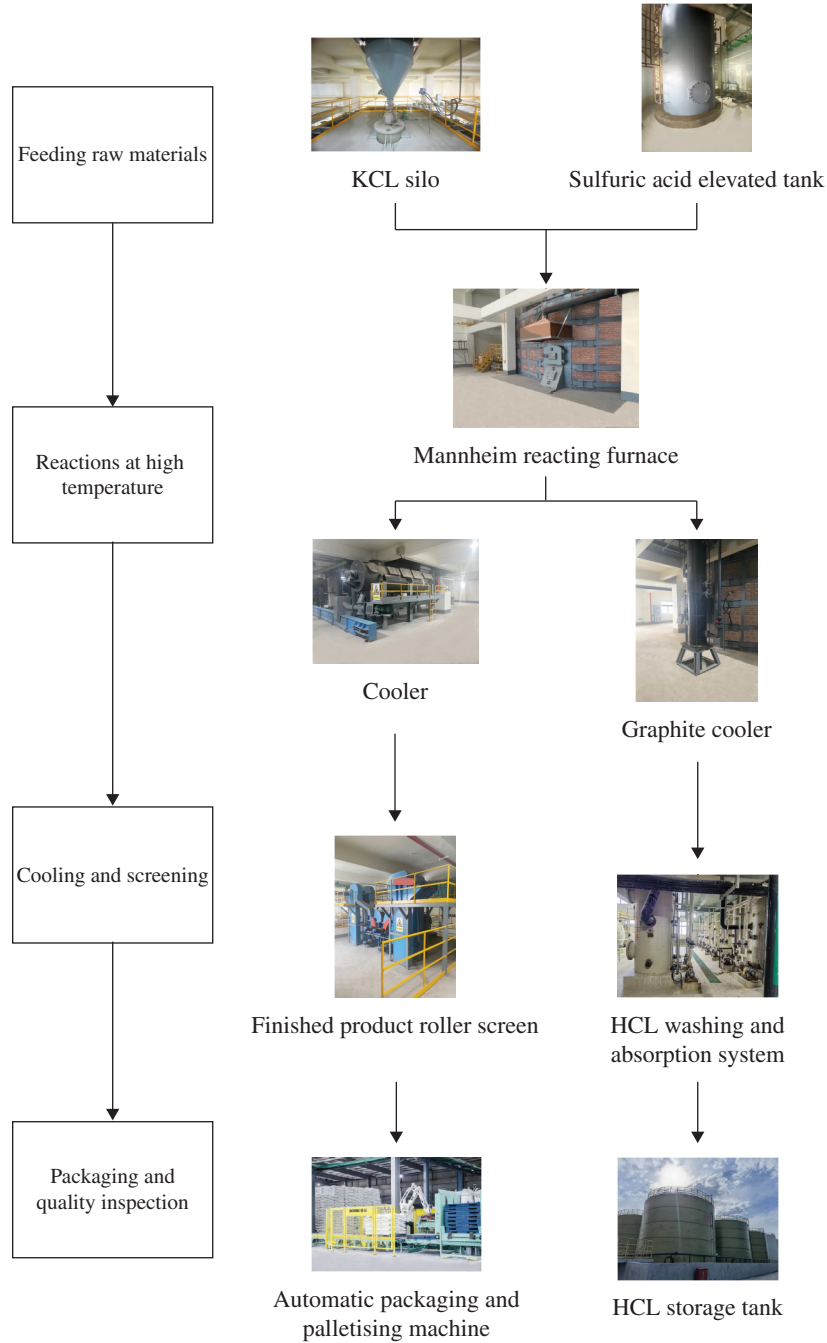 Feeding raw materials
KCL silo
Sulfuric acid elevated tank
Mannheim reacting furnace
Reactions at high
temperature
Cooler
Graphite cooler
Cooling and screening
Finished product roller screen
HCL washing and
absorption system
Packaging and
quality inspection
Automatic packaging and
palletising machine
HCL storage tank